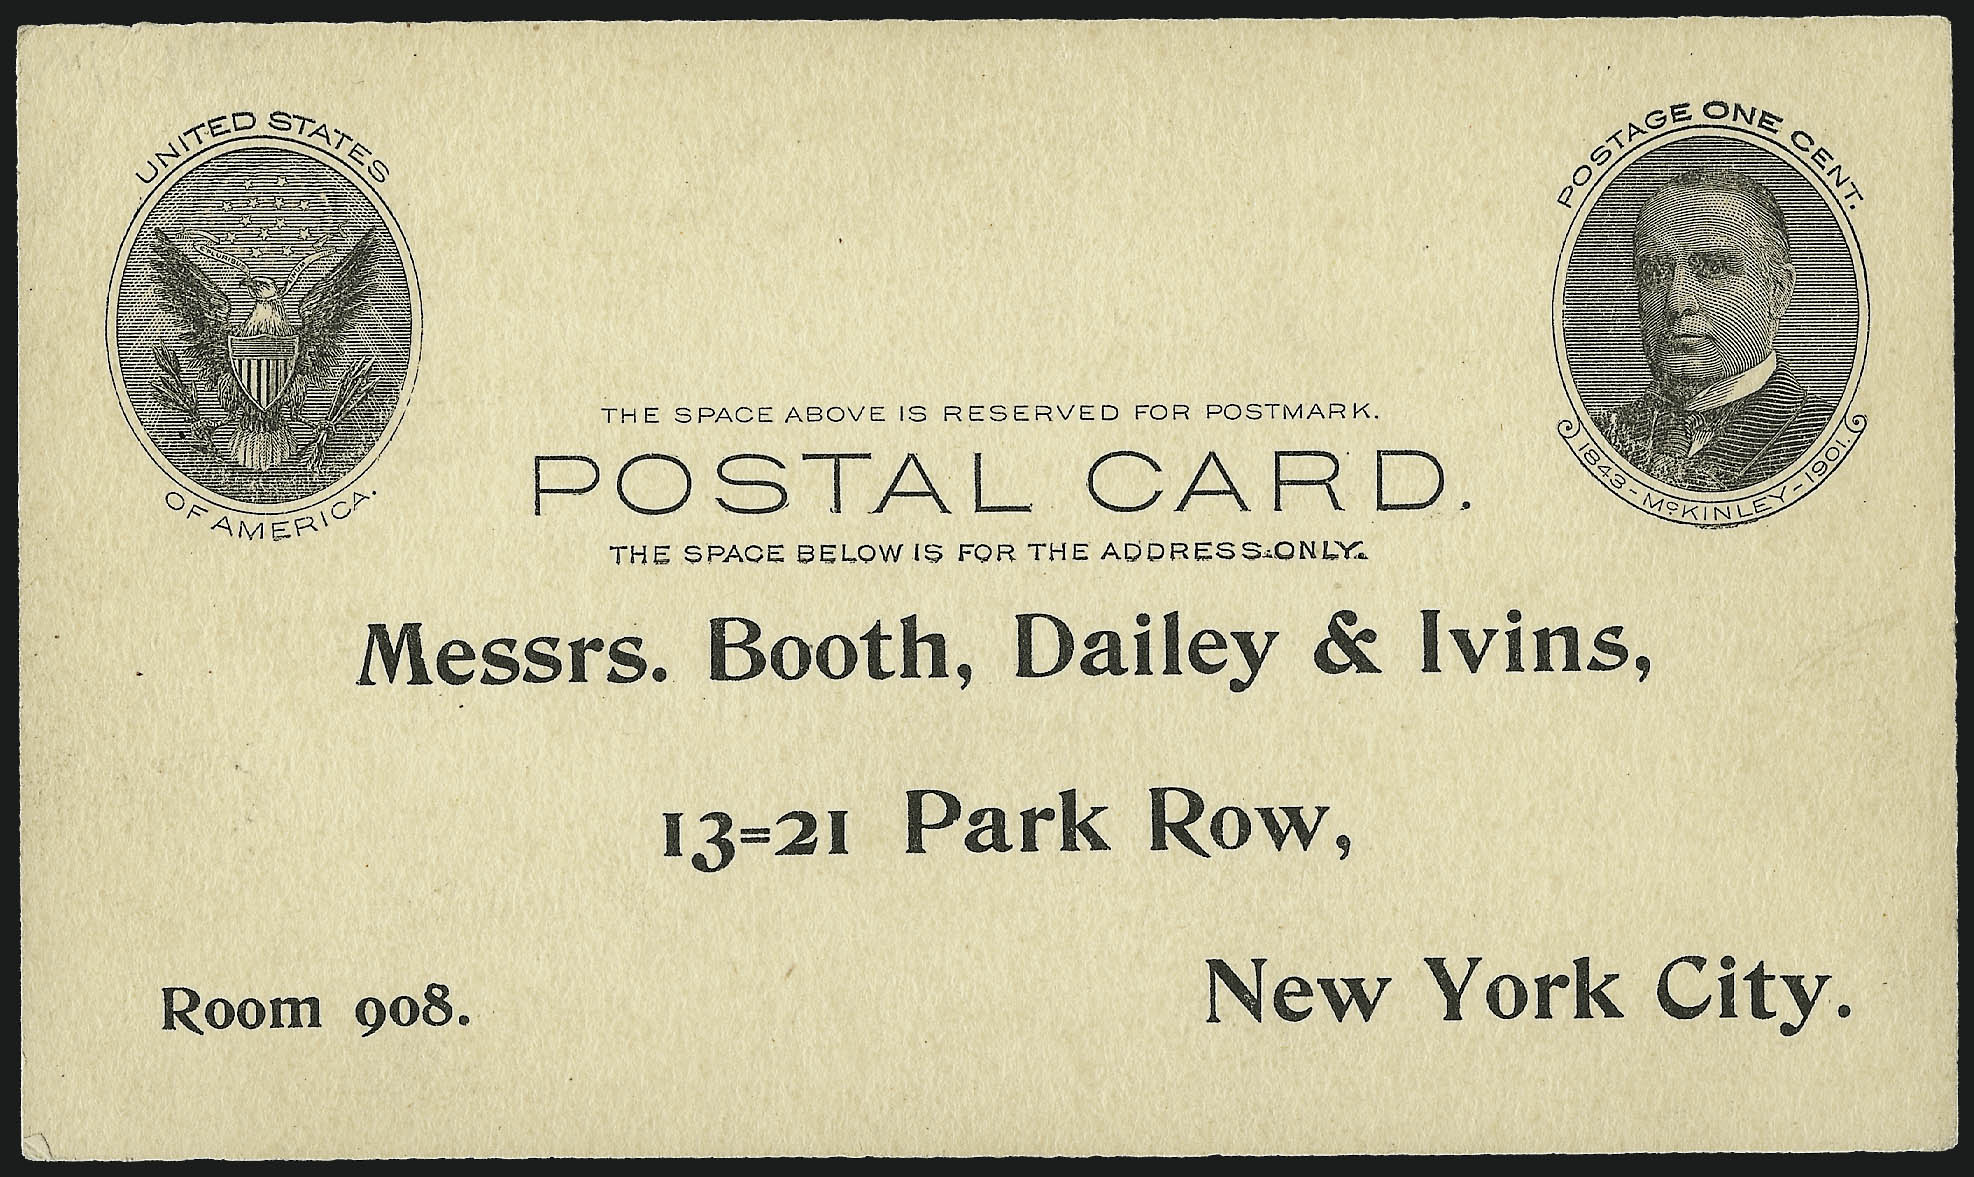 UNITED STATES
OF AMERICA.
POSTAGE ONE CENT.
1843 - McKINLEY - 1901.
THE SPACE ABOVE IS RESERVED FOR POSTMARK.
POSTAL CARD.
THE SPACE BELOW IS FOR THE ADDRESS ONLY.
Messrs. Booth, Dailey & Ivins,
13=21 Park Row,
New York City.
Room 908.